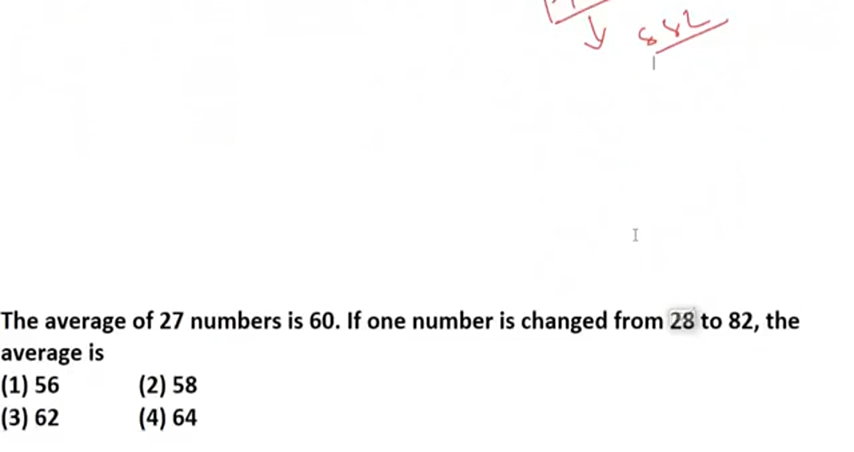 882
The average of 27 numbers is 60. If one number is changed from 28 to 82, the
average is
(1) 56 (2) 58
(3) 62 (4) 64